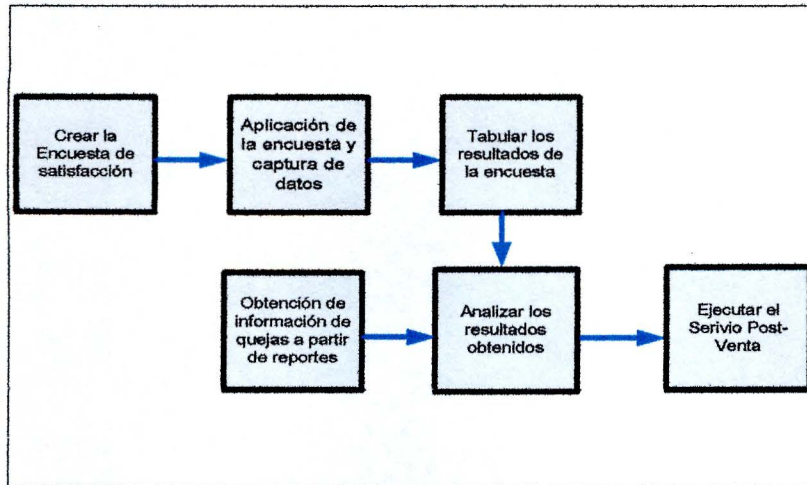 Crear la
Encuesta de
satisfacción
Aplicación de
la encuesta y
captura de
datos
Tabular los
resultados de
la encuesta
Obtención de
información de
quejas a partir
de reportes
Analizar los
resultados
obtenidos
Ejecutar el
Serivio Post-
Venta